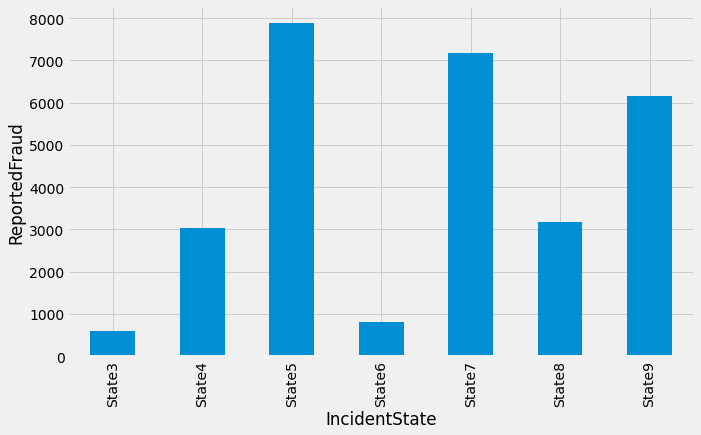 8000
7000
6000
5000
4000
3000
2000
1000
0
ReportedFraud
State3
State4
State5
State6
State7
State8
State9
IncidentState